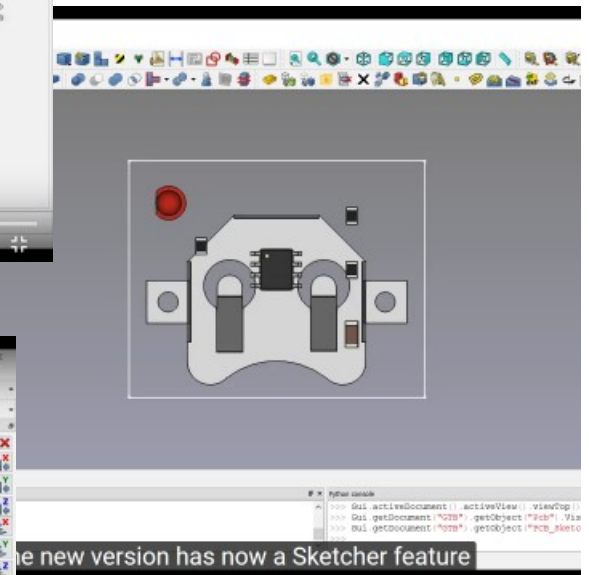 Python console
>>> Gui.activeDocument().activeView().viewTop()
>>> Gui.getDocument("GTB").getObject("Pcb").Vis
>>> Gui.getDocument("GTB").getObject("PCB_Sketc
>>>
e new version has now a Sketcher feature